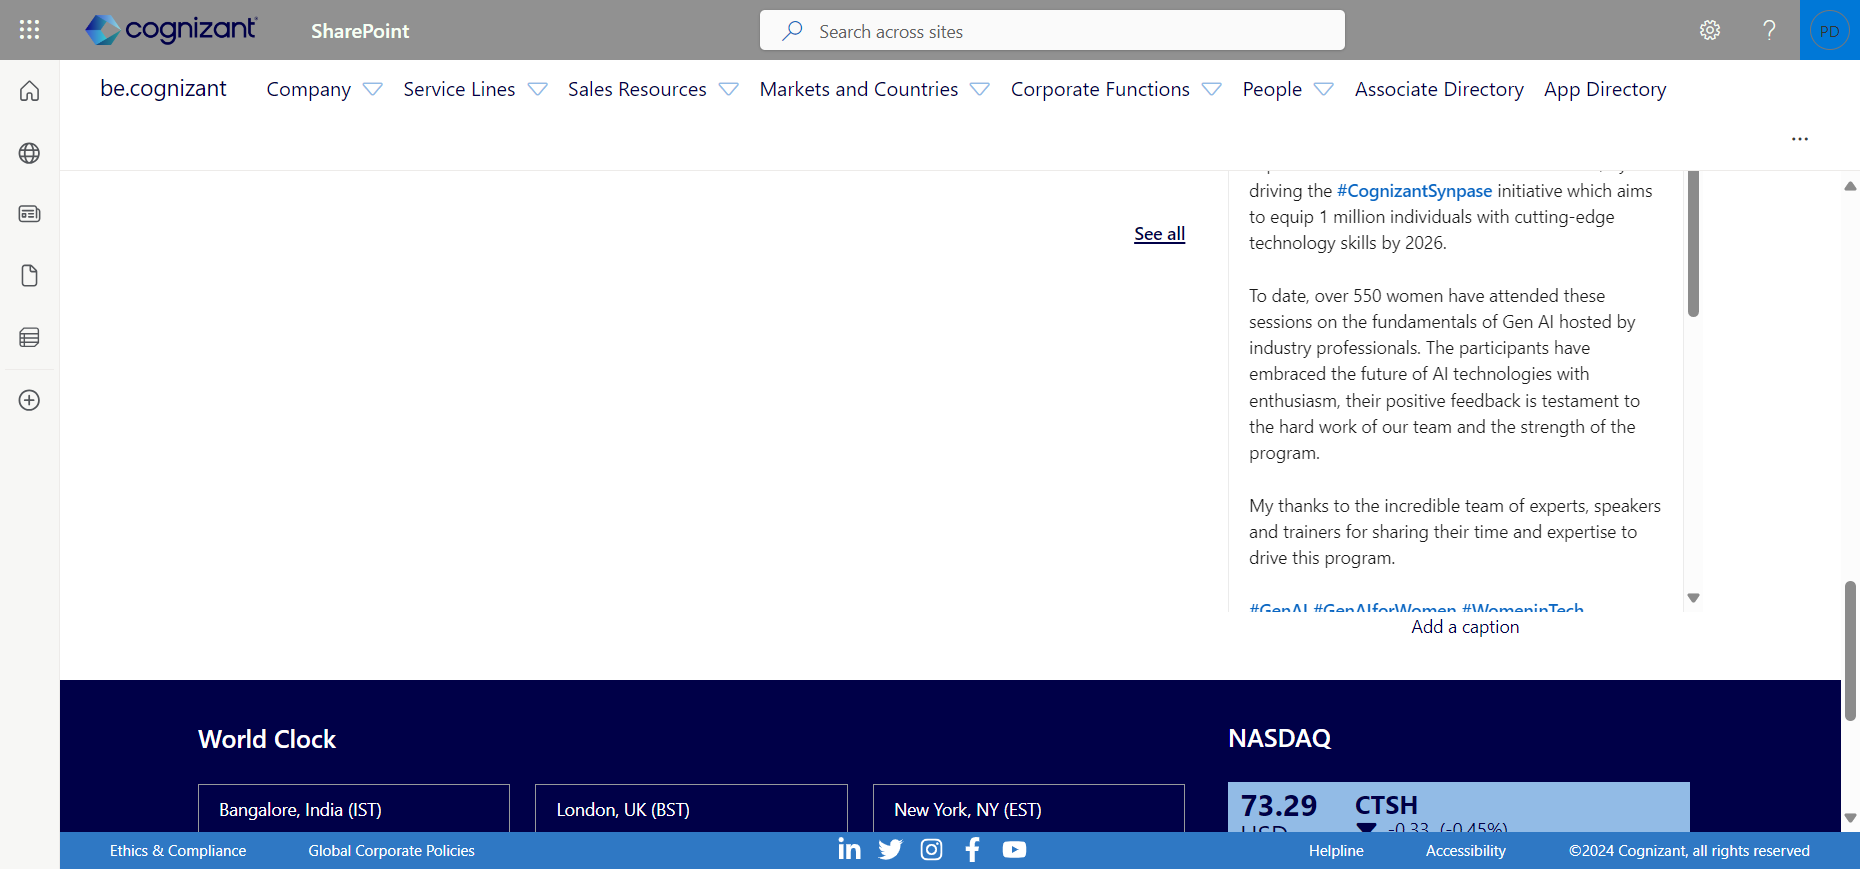 cognizant
SharePoint
Search across sites
PD
be.cognizant
Company
Service Lines
Sales Resources
Markets and Countries
Corporate Functions
People
Associate Directory
App Directory
See all
driving the #CognizantSynpase initiative which aims
to equip 1 million individuals with cutting-edge
technology skills by 2026.
To date, over 550 women have attended these
sessions on the fundamentals of Gen AI hosted by
industry professionals. The participants have
embraced the future of AI technologies with
enthusiasm, their positive feedback is testament to
the hard work of our team and the strength of the
program.
My thanks to the incredible team of experts, speakers
and trainers for sharing their time and expertise to
drive this program.
#GenAI #GenAIforWomen #WomeninTech
Add a caption
World Clock
NASDAQ
Bangalore, India (IST)
London, UK (BST)
New York, NY (EST)
73.29
CTSH
USD
-0.33 (-0.45%)
Ethics & Compliance
Global Corporate Policies
Helpline
Accessibility
©2024 Cognizant, all rights reserved